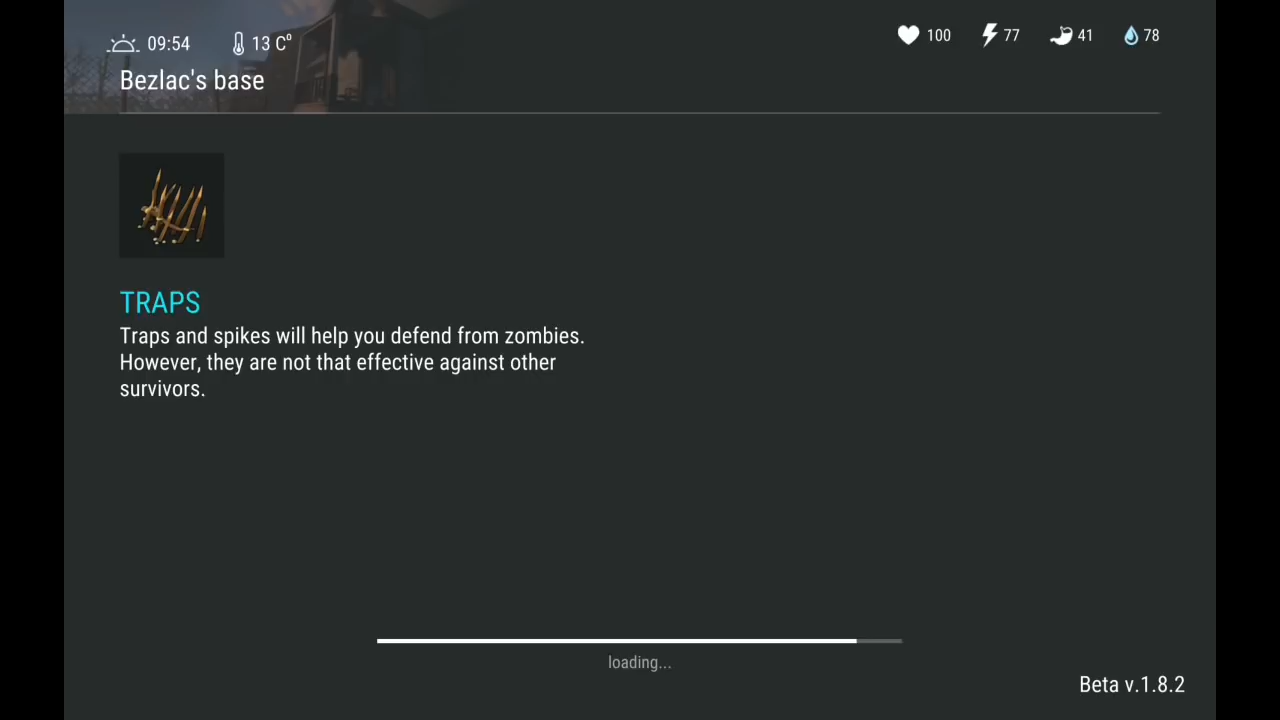 09:54 13 C° 100 77 41 78
Bezlac's base
TRAPS
Traps and spikes will help you defend from zombies.
However, they are not that effective against other
survivors.
loading...
Beta v.1.8.2